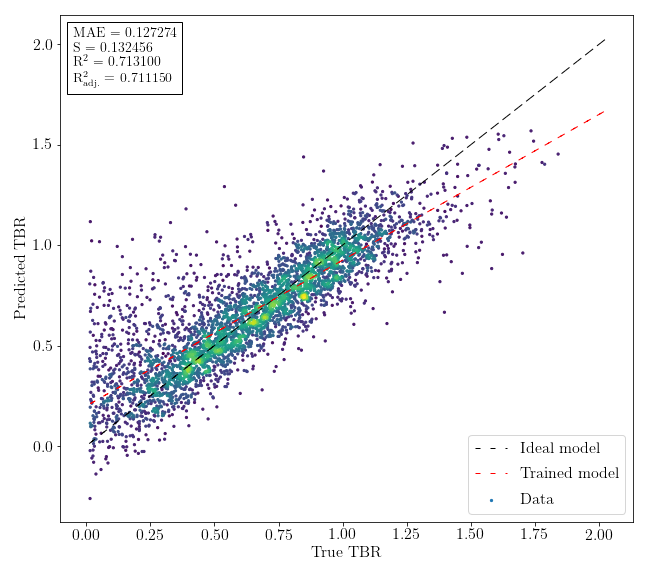 MAE = 0.127274
S = 0.132456
R² = 0.713100
R²adj. = 0.711150
2.0
1.5
1.0
0.5
0.0
Predicted TBR
Ideal model
Trained model
Data
0.00 0.25 0.50 0.75 1.00 1.25 1.50 1.75 2.00
True TBR